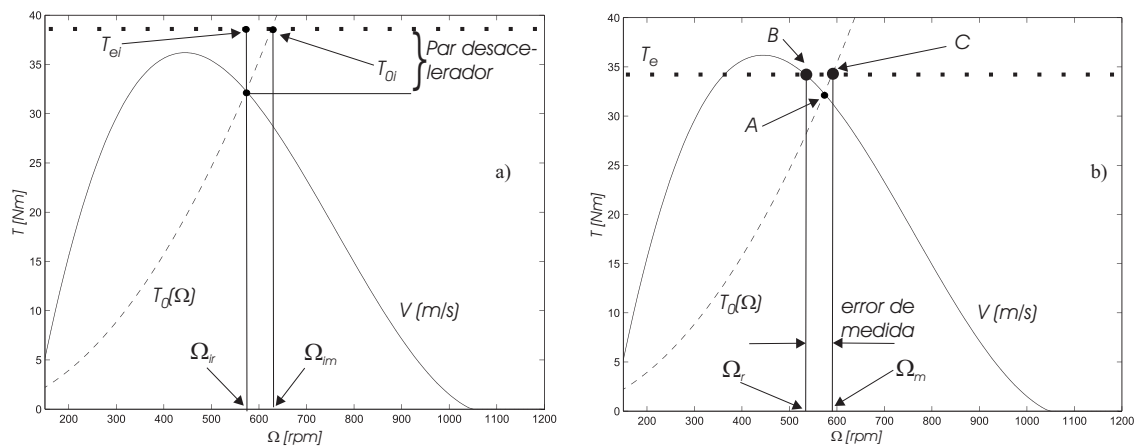 40
35
30
25
20
15
10
5
0
T [Nm]
T_ei
T_0i
Par desace-
lerador
a)
T_0(Ω)
V (m/s)
Ω_ir
Ω_im
200 300 400 500 600 700 800 900 1000 1100 1200
Ω [rpm]
40
35
30
25
20
15
10
5
0
T [Nm]
T_e
B
C
A
b)
T_0(Ω)
error de
medida
V (m/s)
Ω_r
Ω_m
200 300 400 500 600 700 800 900 1000 1100 1200
Ω [rpm]